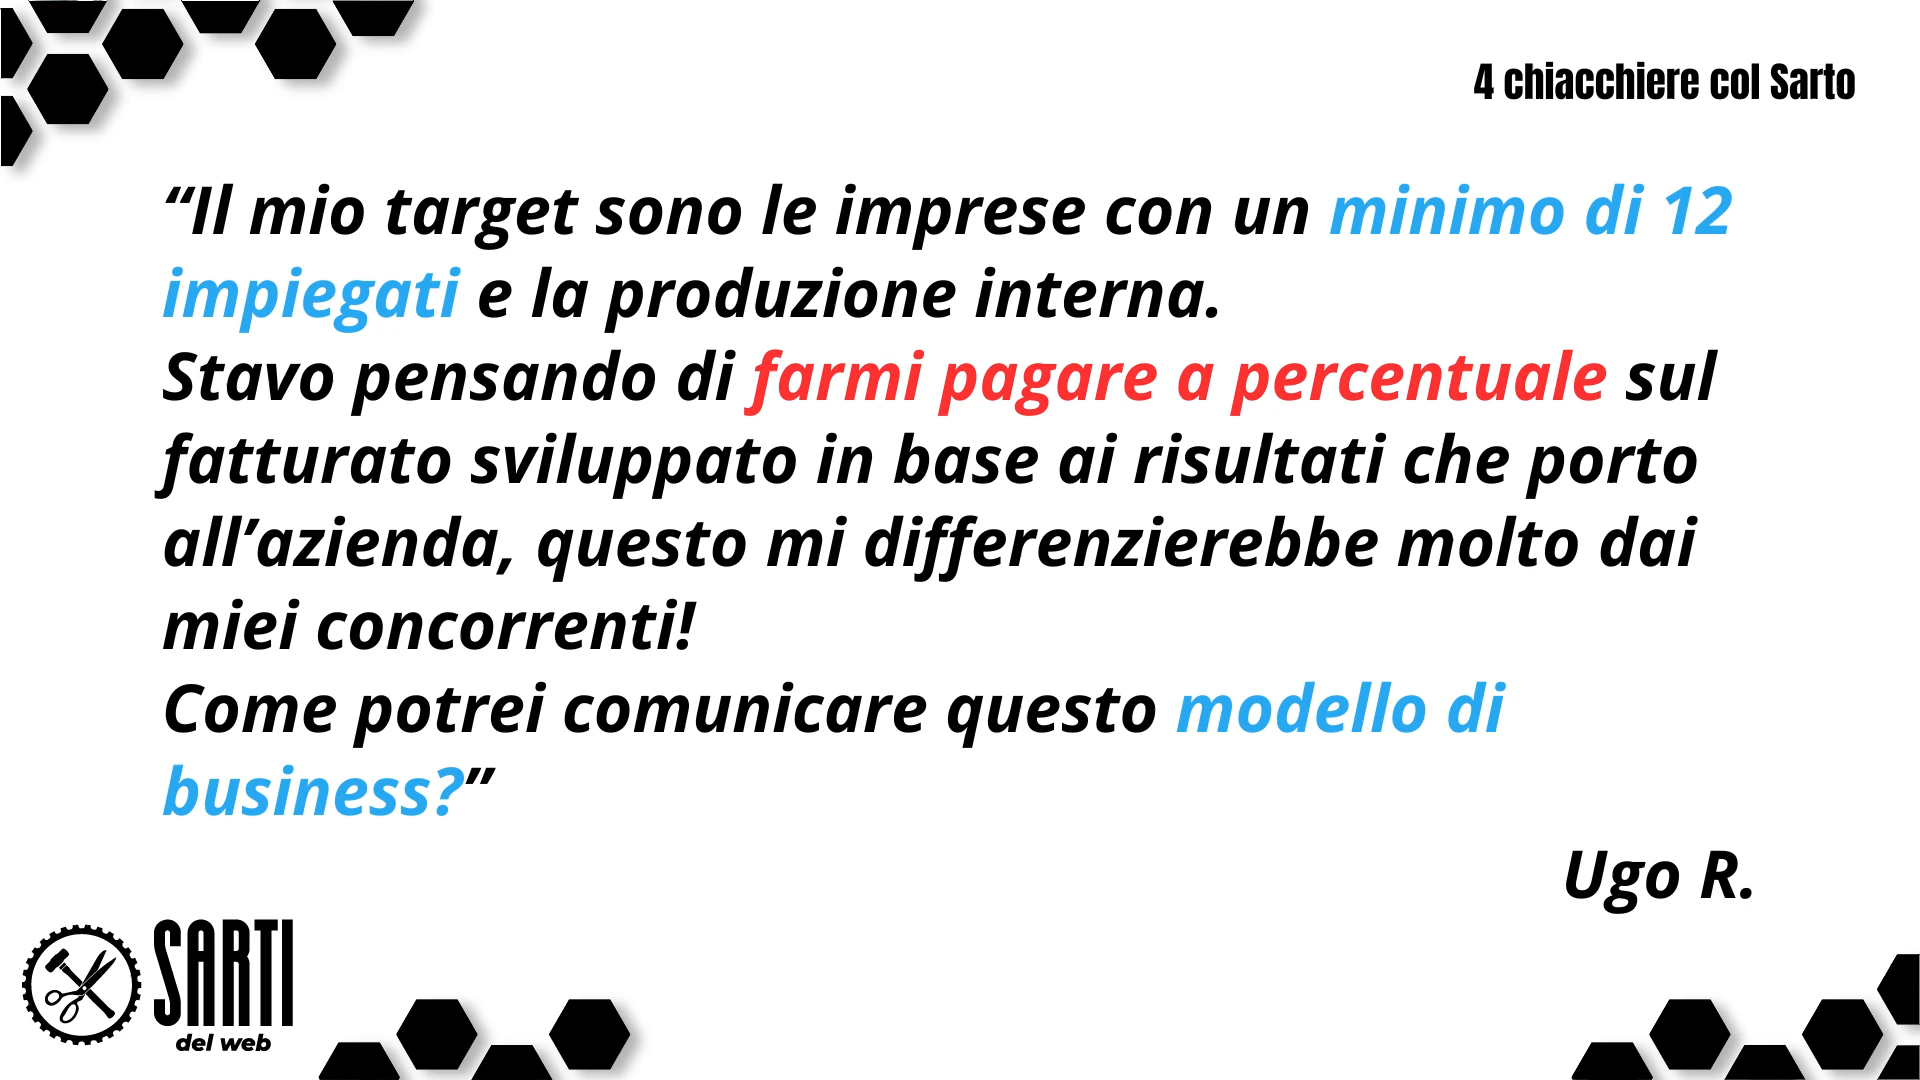 4 chiacchiere col Sarto
“Il mio target sono le imprese con un minimo di 12
impiegati e la produzione interna.
Stavo pensando di farmi pagare a percentuale sul
fatturato sviluppato in base ai risultati che porto
all’azienda, questo mi differenzierebbe molto dai
miei concorrenti!
Come potrei comunicare questo modello di
business?”
Ugo R.
SARTI
del web